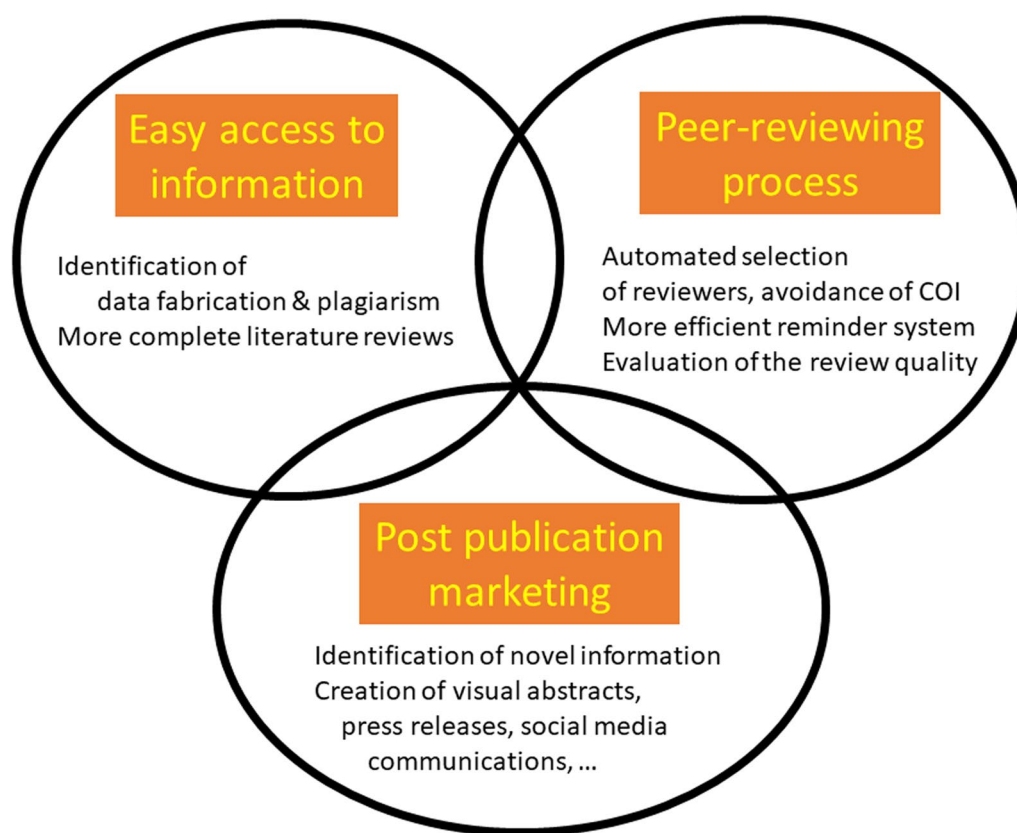 Easy access to
information
Identification of
data fabrication & plagiarism
More complete literature reviews
Peer-reviewing
process
Automated selection
of reviewers, avoidance of COI
More efficient reminder system
Evaluation of the review quality
Post publication
marketing
Identification of novel information
Creation of visual abstracts,
press releases, social media
communications, ...